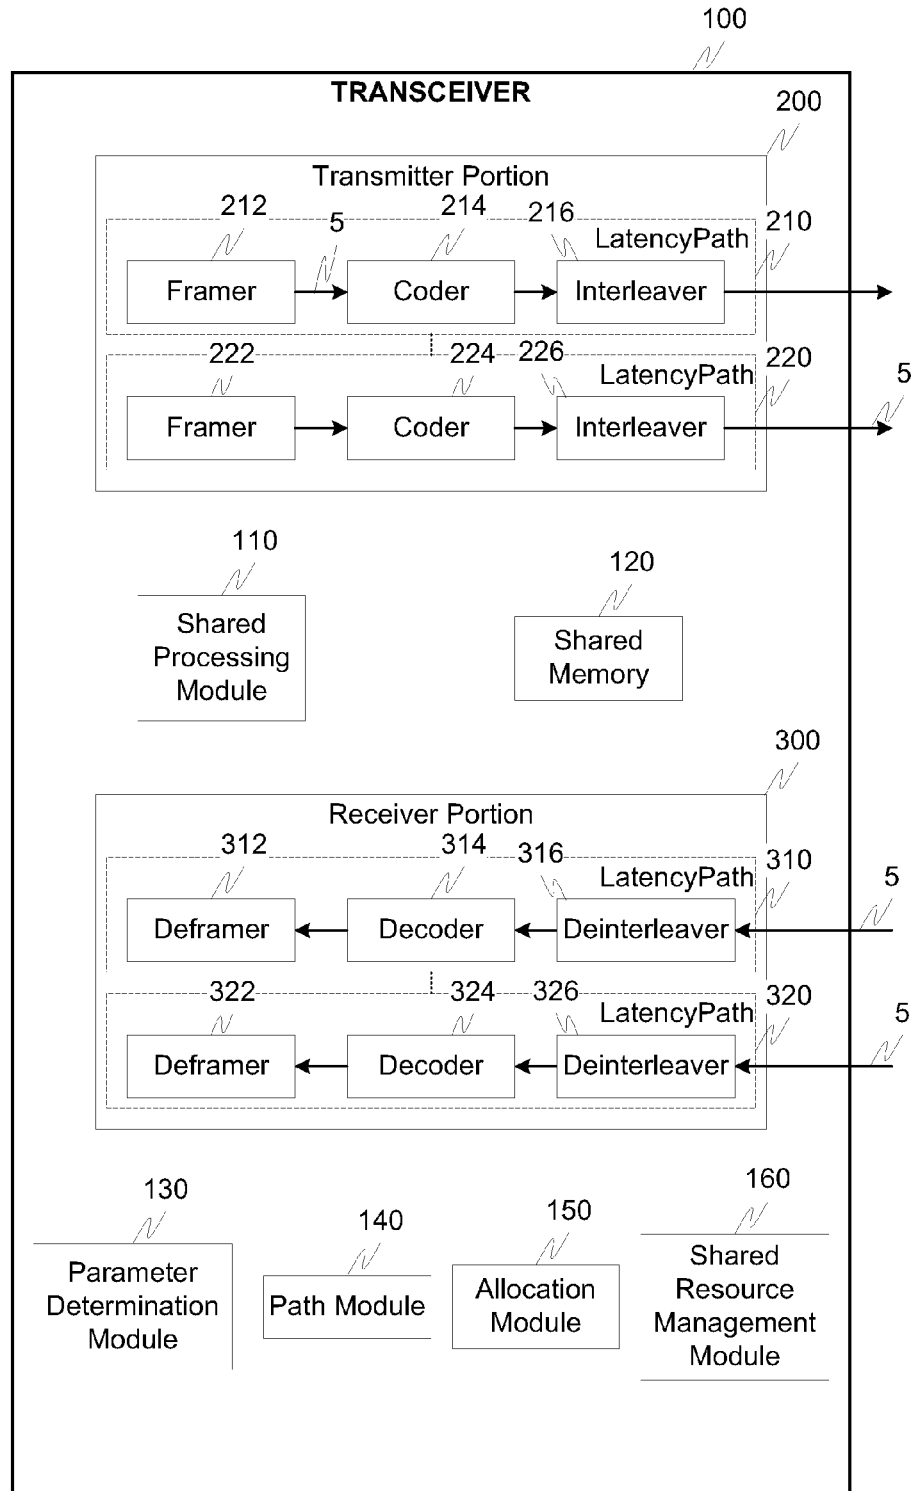 100
TRANSCEIVER
200
Transmitter Portion
212
5
214
216
LatencyPath
210
Framer
Coder
Interleaver
222
224
226
LatencyPath
220
5
Framer
Coder
Interleaver
110
120
Shared
Processing
Module
Shared
Memory
300
Receiver Portion
312
314
316
LatencyPath
310
5
Deframer
Decoder
Deinterleaver
322
324
326
LatencyPath
320
5
Deframer
Decoder
Deinterleaver
130
140
150
160
Parameter
Determination
Module
Path Module
Allocation
Module
Shared
Resource
Management
Module